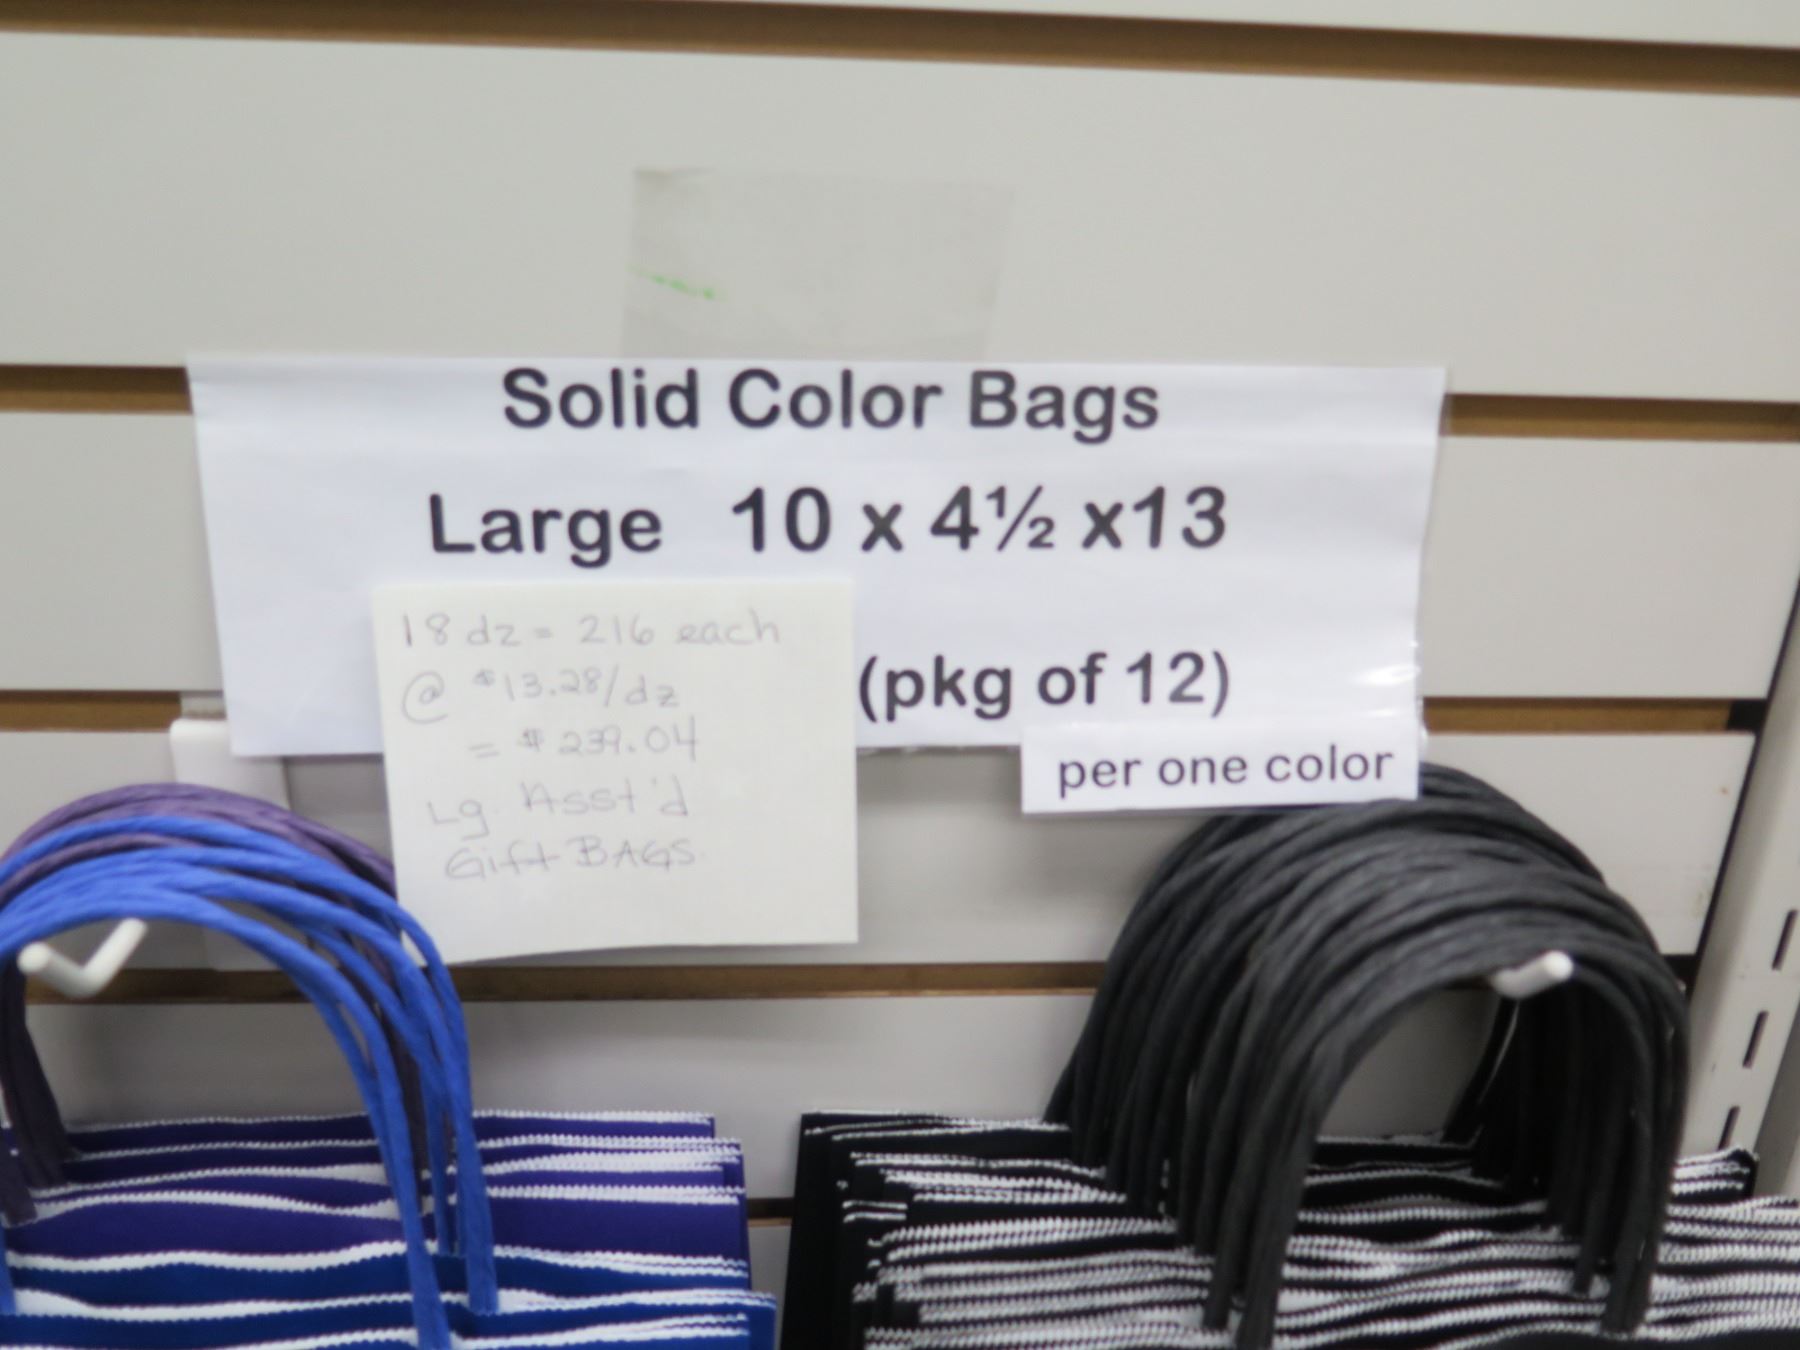 Solid Color Bags
Large 10 x 4½ x13
(pkg of 12)
per one color
18 dz = 216 each
@ $13.28/dz
= $239.04
Lg. Asst'd
Gift BAGS.